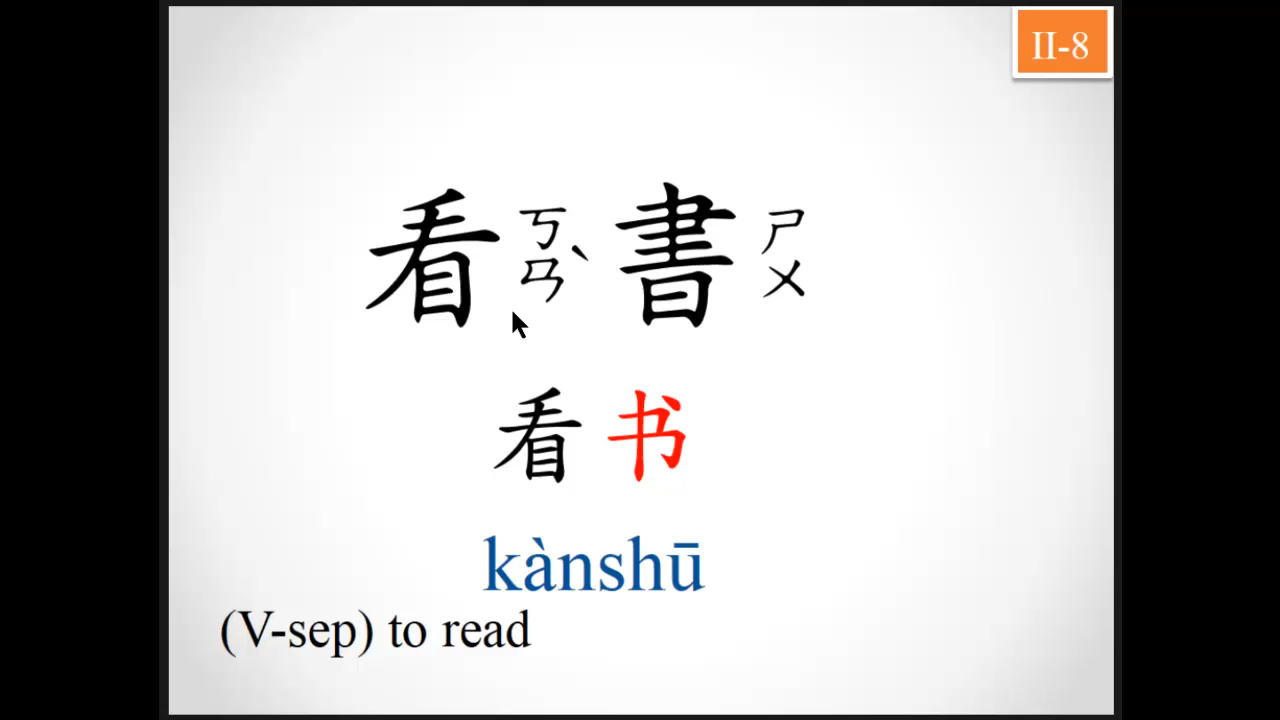 II-8
看ㄎㄢˋ書ㄕㄨ
看书
kànshū
(V-sep) to read